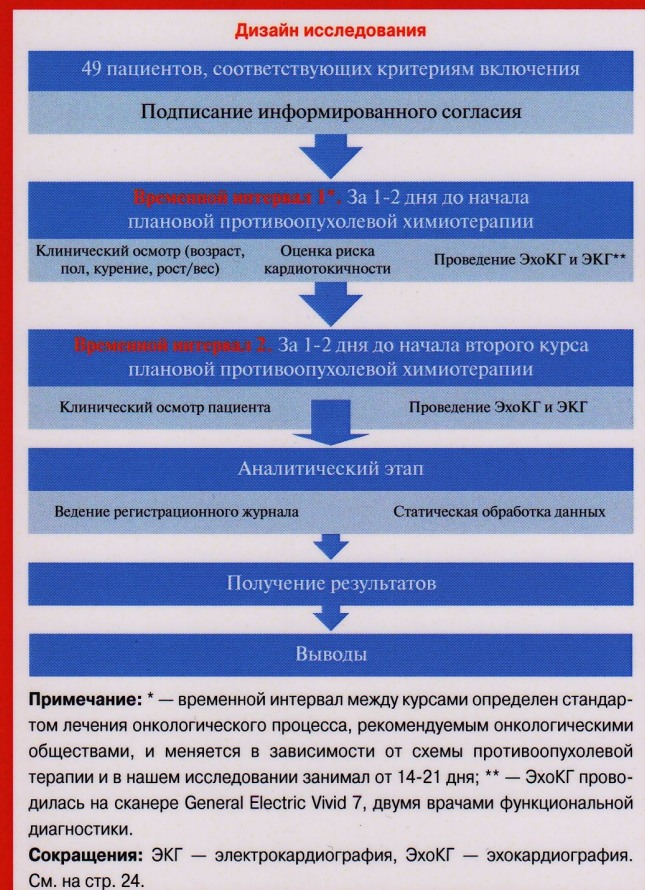 Дизайн исследования
49 пациентов, соответствующих критериям включения
Подписание информированного согласия
Временной интервал 1*. За 1-2 дня до начала
плановой противоопухолевой химиотерапии
Клинический осмотр (возраст,
пол, курение, рост/вес)
Оценка риска
кардиотокичности
Проведение ЭхоКГ и ЭКГ**
Временной интервал 2. За 1-2 дня до начала второго курса
плановой противоопухолевой химиотерапии
Клинический осмотр пациента
Проведение ЭхоКГ и ЭКГ
Аналитический этап
Ведение регистрационного журнала
Статическая обработка данных
Получение результатов
Выводы
Примечание: * — временной интервал между курсами определен стандар-
том лечения онкологического процесса, рекомендуемым онкологическими
обществами, и меняется в зависимости от схемы противоопухолевой
терапии и в нашем исследовании занимал от 14-21 дня; ** — ЭхоКГ прово-
дилась на сканере General Electric Vivid 7, двумя врачами функциональной
диагностики.
Сокращения: ЭКГ — электрокардиография, ЭхоКГ — эхокардиография.
См. на стр. 24.